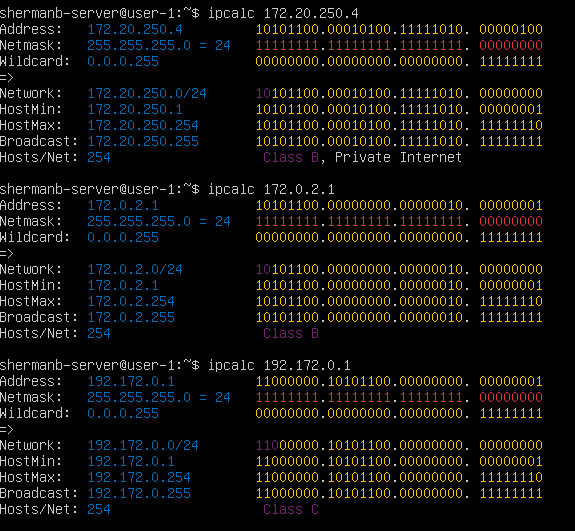 shermanb-server@user-1:~$ ipcalc 172.20.250.4
Address:   172.20.250.4         10101100.00010100.11111010. 00000100
Netmask:   255.255.255.0 = 24   11111111.11111111.11111111. 00000000
Wildcard:  0.0.0.255            00000000.00000000.00000000. 11111111
=>
Network:   172.20.250.0/24      10101100.00010100.11111010. 00000000
HostMin:   172.20.250.1         10101100.00010100.11111010. 00000001
HostMax:   172.20.250.254       10101100.00010100.11111010. 11111110
Broadcast: 172.20.250.255       10101100.00010100.11111010. 11111111
Hosts/Net: 254                   Class B, Private Internet
shermanb-server@user-1:~$ ipcalc 172.0.2.1
Address:   172.0.2.1            10101100.00000000.00000010. 00000001
Netmask:   255.255.255.0 = 24   11111111.11111111.11111111. 00000000
Wildcard:  0.0.0.255            00000000.00000000.00000000. 11111111
=>
Network:   172.0.2.0/24         10101100.00000000.00000010. 00000000
HostMin:   172.0.2.1            10101100.00000000.00000010. 00000001
HostMax:   172.0.2.254          10101100.00000000.00000010. 11111110
Broadcast: 172.0.2.255          10101100.00000000.00000010. 11111111
Hosts/Net: 254                   Class B
shermanb-server@user-1:~$ ipcalc 192.172.0.1
Address:   192.172.0.1          11000000.10101100.00000000. 00000001
Netmask:   255.255.255.0 = 24   11111111.11111111.11111111. 00000000
Wildcard:  0.0.0.255            00000000.00000000.00000000. 11111111
=>
Network:   192.172.0.0/24       11000000.10101100.00000000. 00000000
HostMin:   192.172.0.1          11000000.10101100.00000000. 00000001
HostMax:   192.172.0.254        11000000.10101100.00000000. 11111110
Broadcast: 192.172.0.255        11000000.10101100.00000000. 11111111
Hosts/Net: 254                   Class C